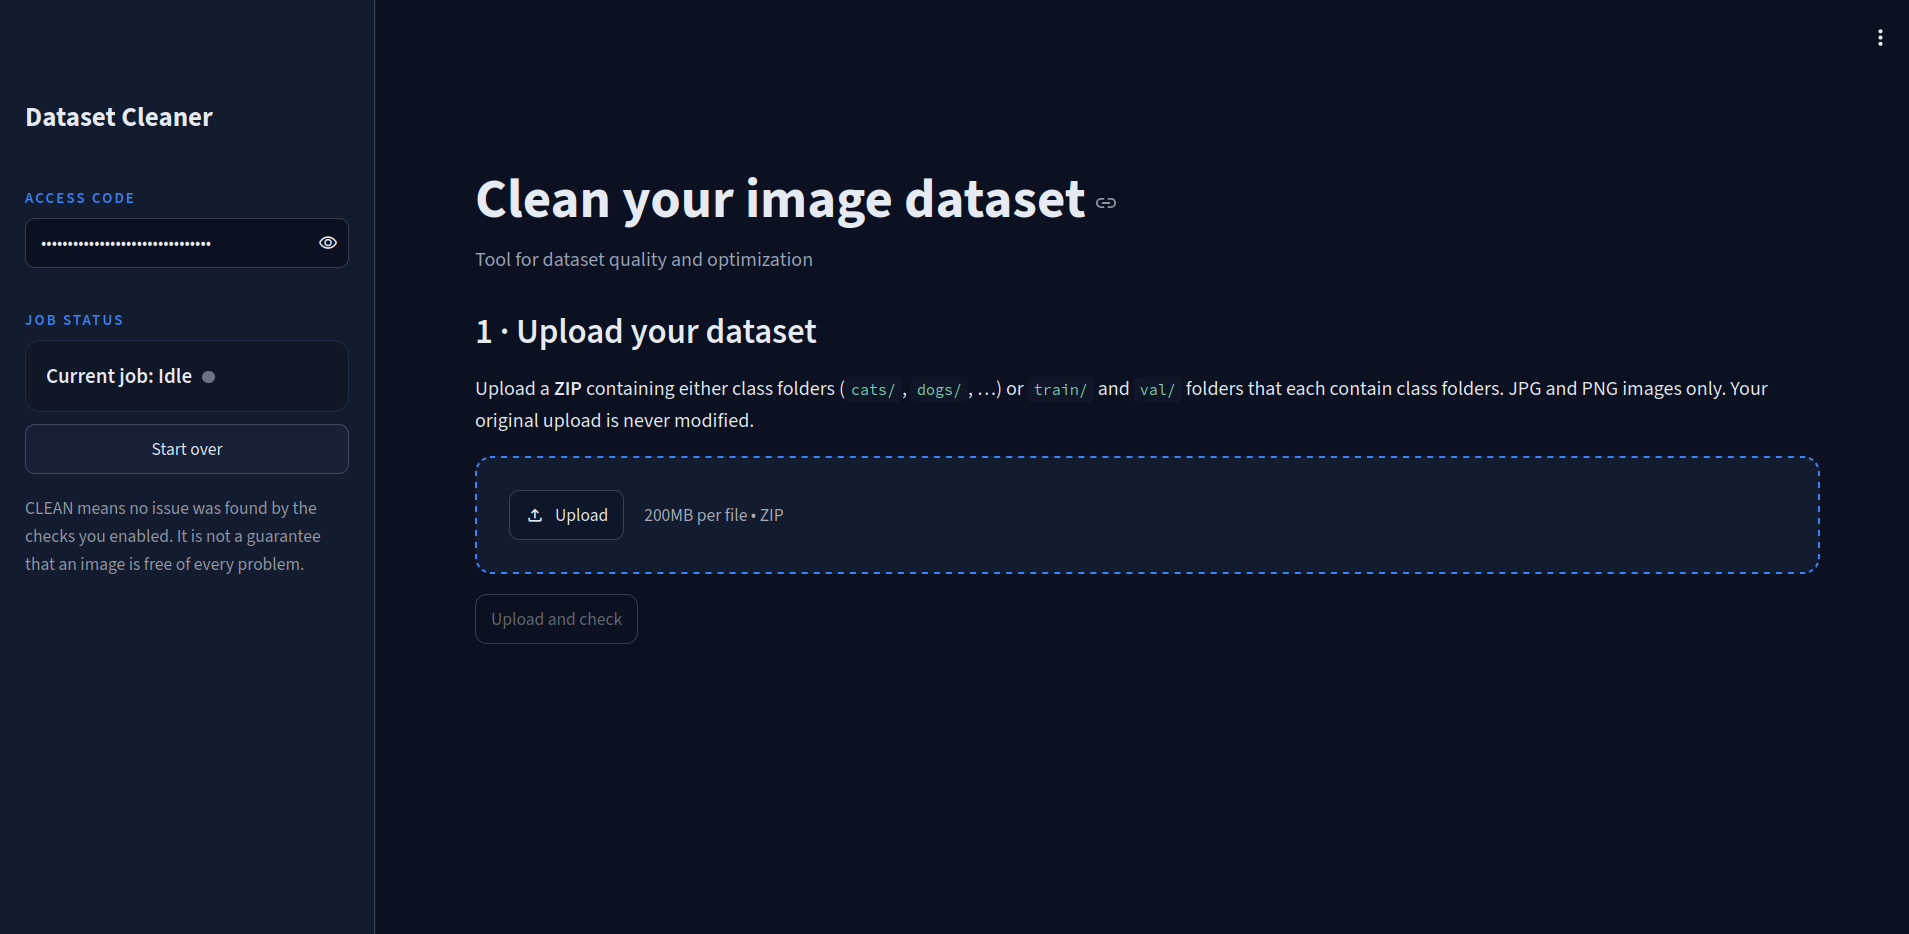 Dataset Cleaner
ACCESS CODE
••••••••••••••••••••••••••••••••
JOB STATUS
Current job: Idle
Start over
CLEAN means no issue was found by the
checks you enabled. It is not a guarantee
that an image is free of every problem.
Clean your image dataset
Tool for dataset quality and optimization
1 · Upload your dataset
Upload a ZIP containing either class folders ( cats/ , dogs/ , …) or train/ and val/ folders that each contain class folders. JPG and PNG images only. Your
original upload is never modified.
Upload 200MB per file • ZIP
Upload and check